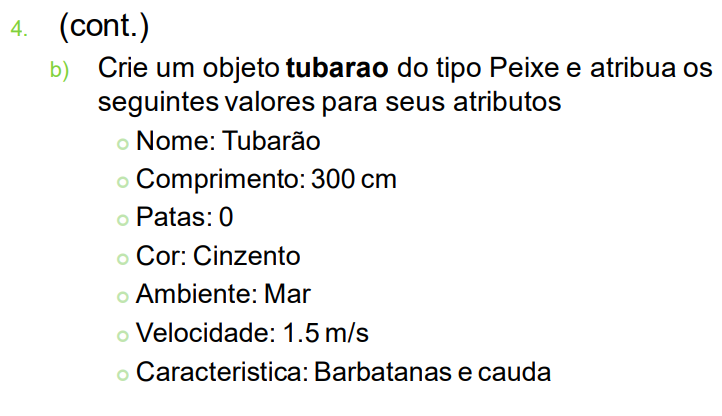 4. (cont.)
b) Crie um objeto tubarao do tipo Peixe e atribua os
seguintes valores para seus atributos
Nome: Tubarão
Comprimento: 300 cm
Patas: 0
Cor: Cinzento
Ambiente: Mar
Velocidade: 1.5 m/s
Caracteristica: Barbatanas e cauda